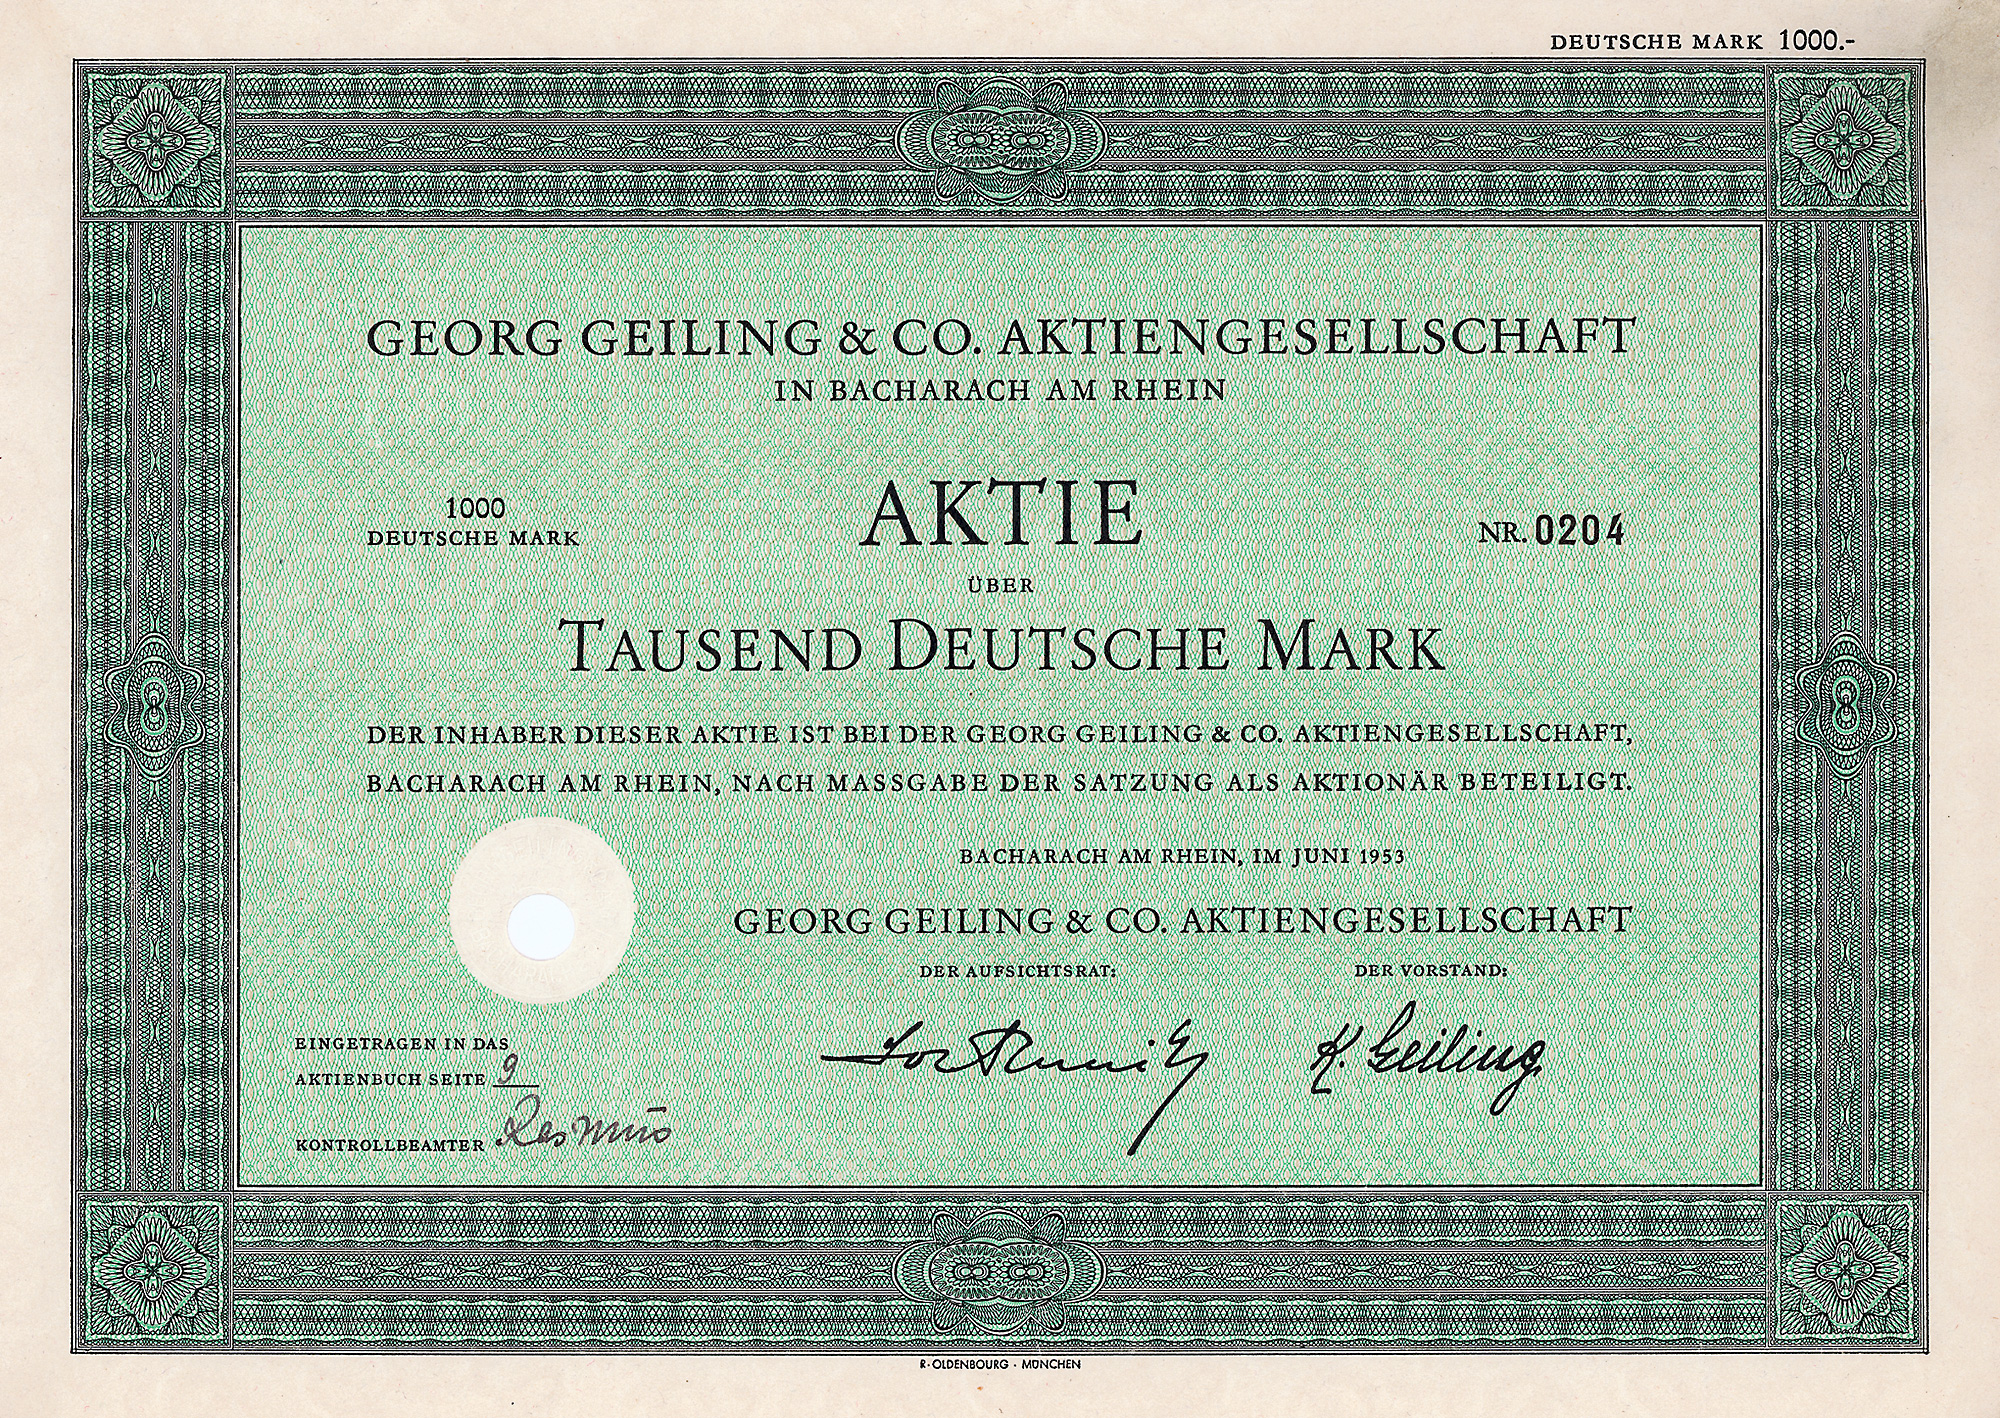 DEUTSCHE MARK 1000.-
GEORG GEILING & CO. AKTIENGESELLSCHAFT
IN BACHARACH AM RHEIN
1000
DEUTSCHE MARK
AKTIE
NR. 0204
ÜBER
TAUSEND DEUTSCHE MARK
DER INHABER DIESER AKTIE IST BEI DER GEORG GEILING & CO. AKTIENGESELLSCHAFT,
BACHARACH AM RHEIN, NACH MASSGABE DER SATZUNG ALS AKTIONÄR BETEILIGT.
BACHARACH AM RHEIN, IM JUNI 1953
GEORG GEILING & CO. AKTIENGESELLSCHAFT
DER AUFSICHTSRAT:
DER VORSTAND:
K. Geiling
EINGETRAGEN IN DAS
AKTIENBUCH SEITE 9
KONTROLLBEAMTER
R. OLDENBOURG · MÜNCHEN